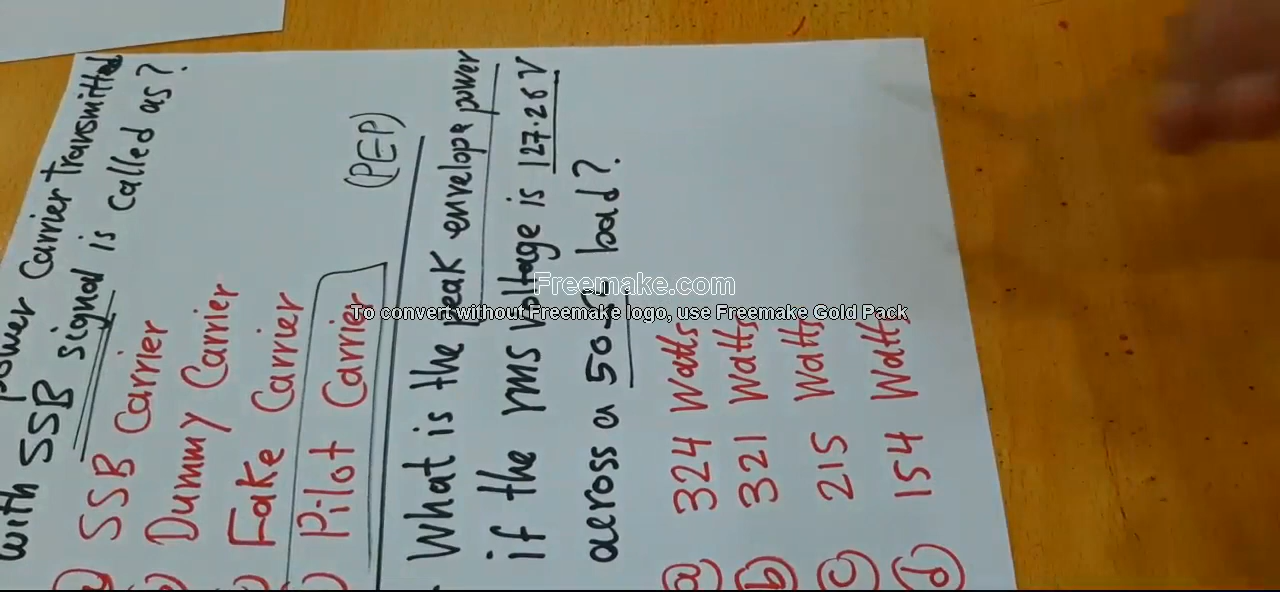 power Carrier Transmitted
with SSB signal is called as?
SSB Carrier
Dummy Carrier
Fake Carrier
Pilot Carrier
(PEP)
What is the peak envelope power
if the rms voltage is 127.26V
across a 50-Ω load?
a 324 Watts
b 321 Watts
c 215 Watts
d 154 Watts
Freemake.com
To convert without Freemake logo, use Freemake Gold Pack